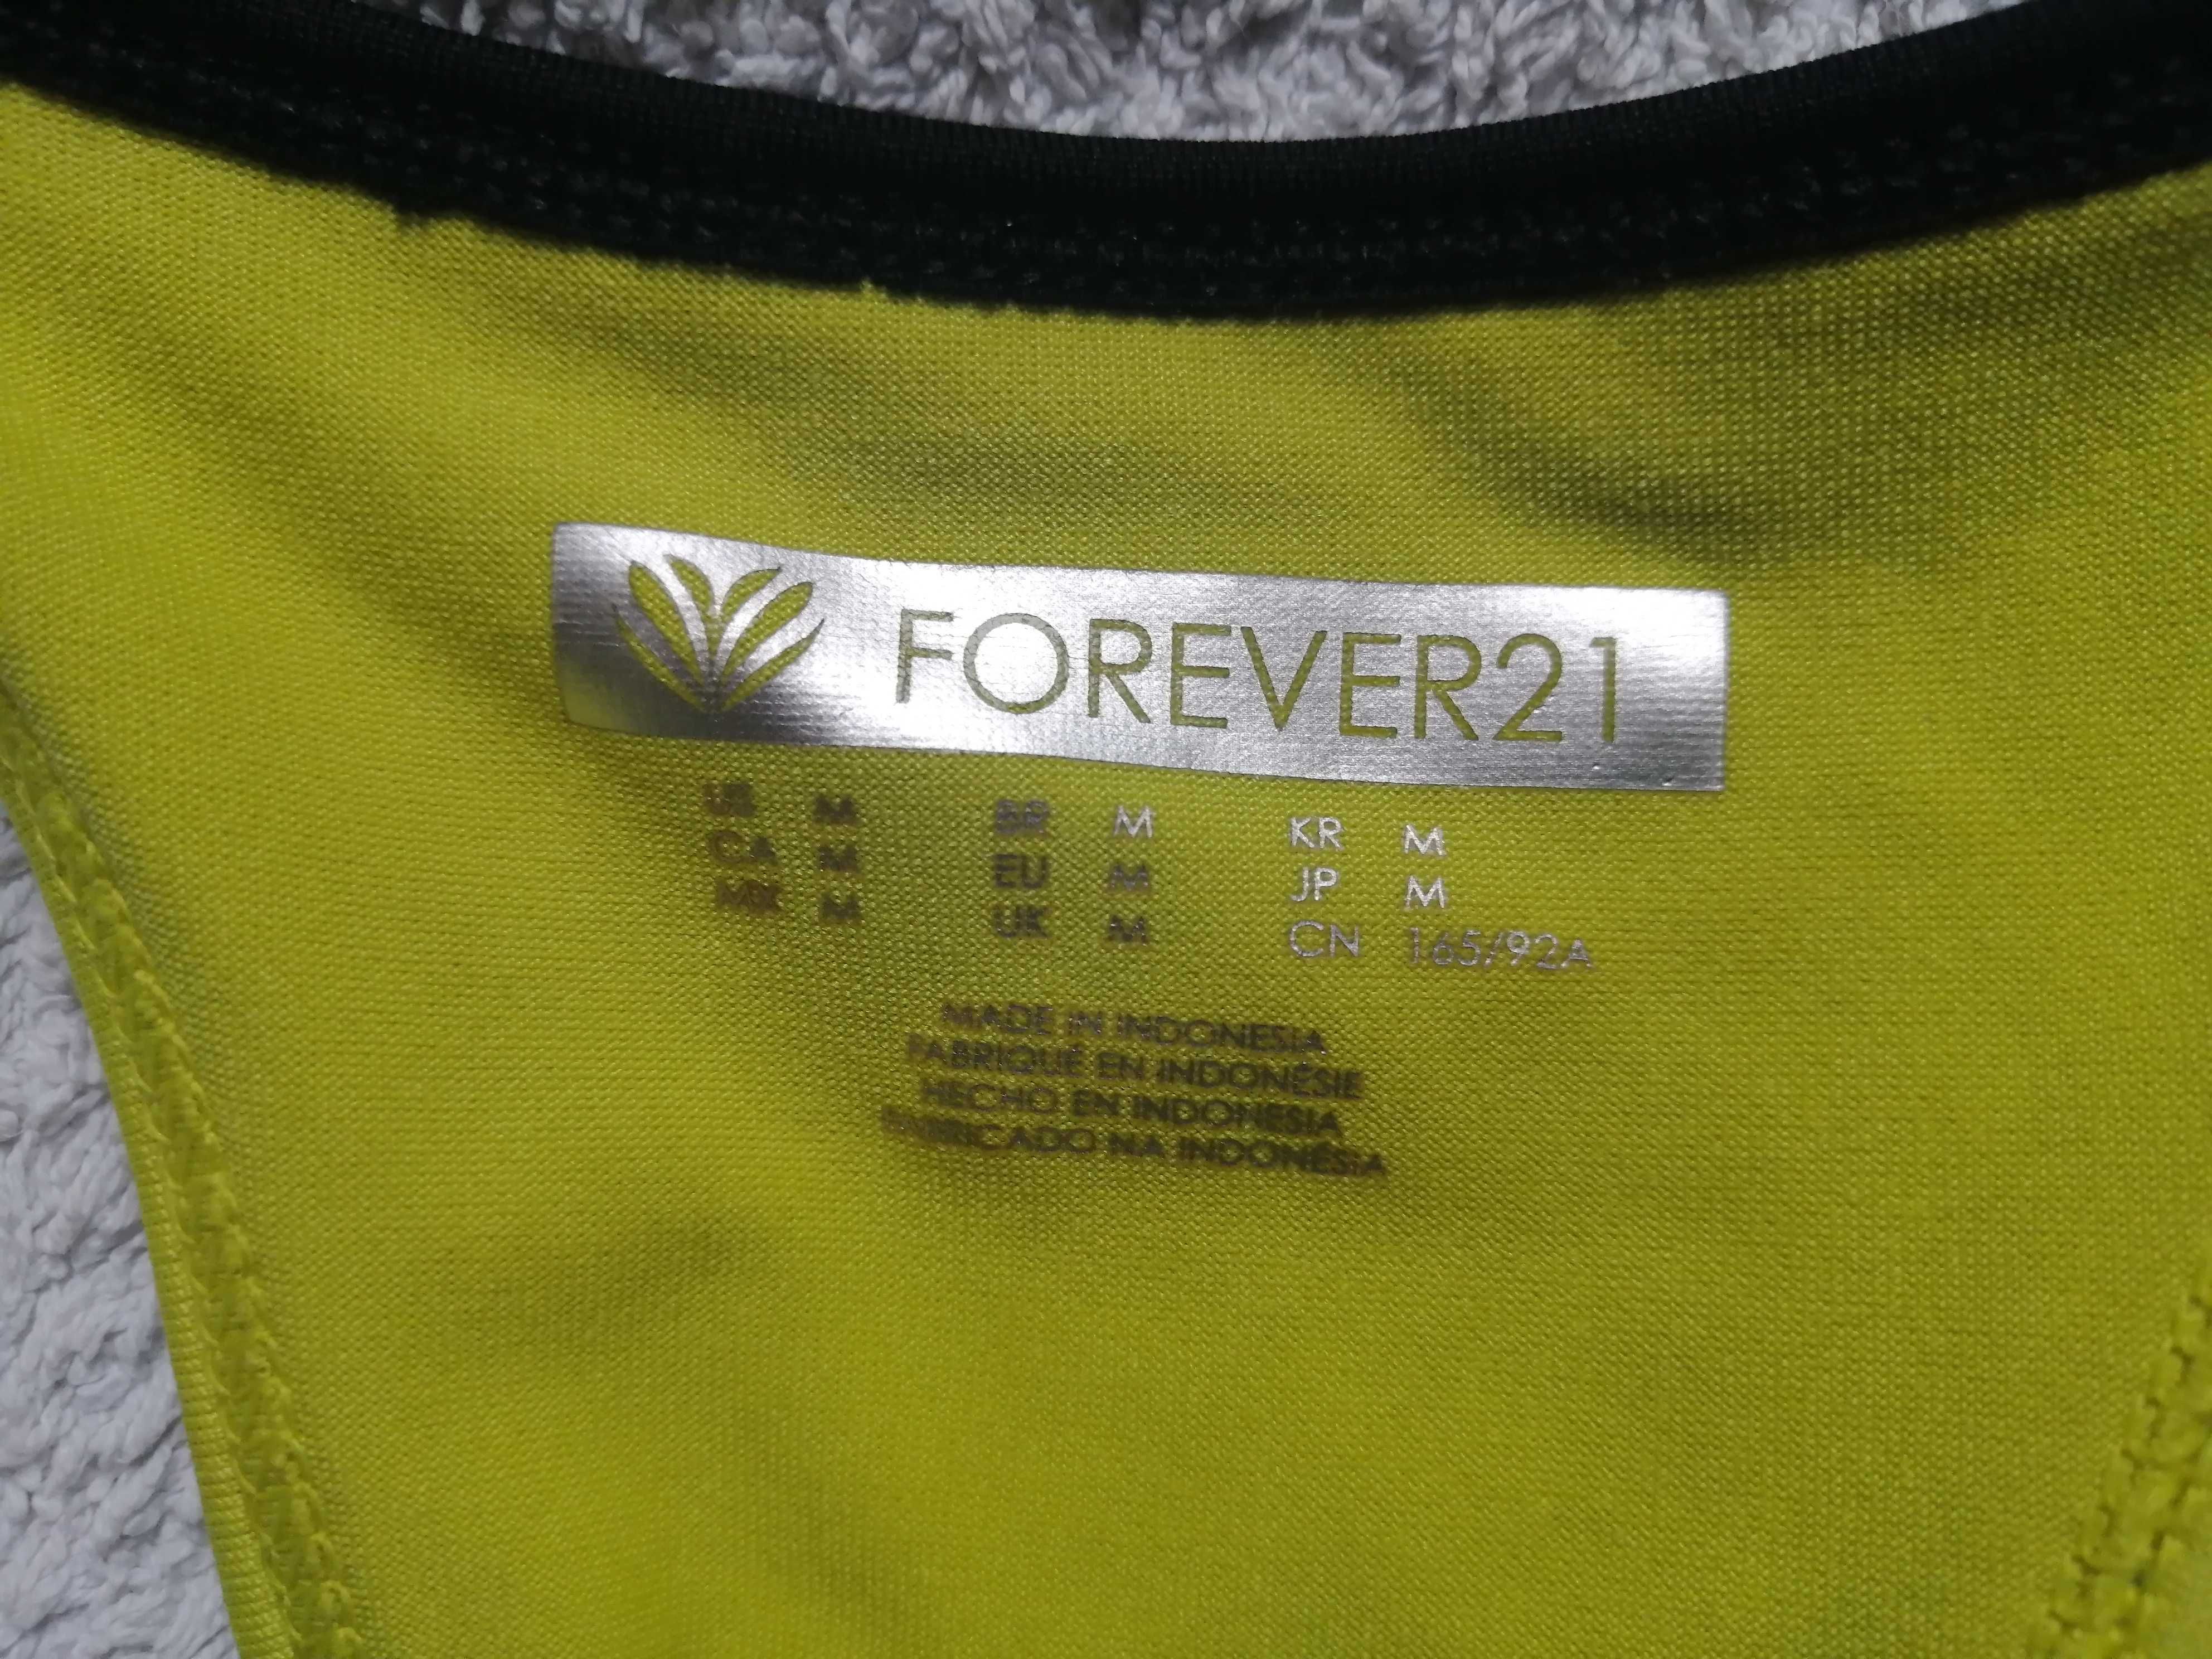 FOREVER21
US M BR M KR M
CA M EU M JP M
MX M UK M CN 165/92A
MADE IN INDONESIA
FABRIQUÉ EN INDONÉSIE
HECHO EN INDONESIA
FABRICADO NA INDONÉSIA